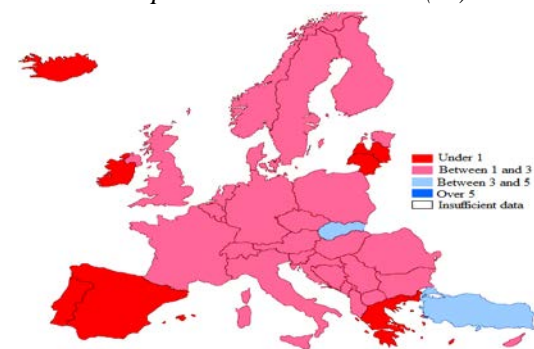 Under 1
Between 1 and 3
Between 3 and 5
Over 5
Insufficient data